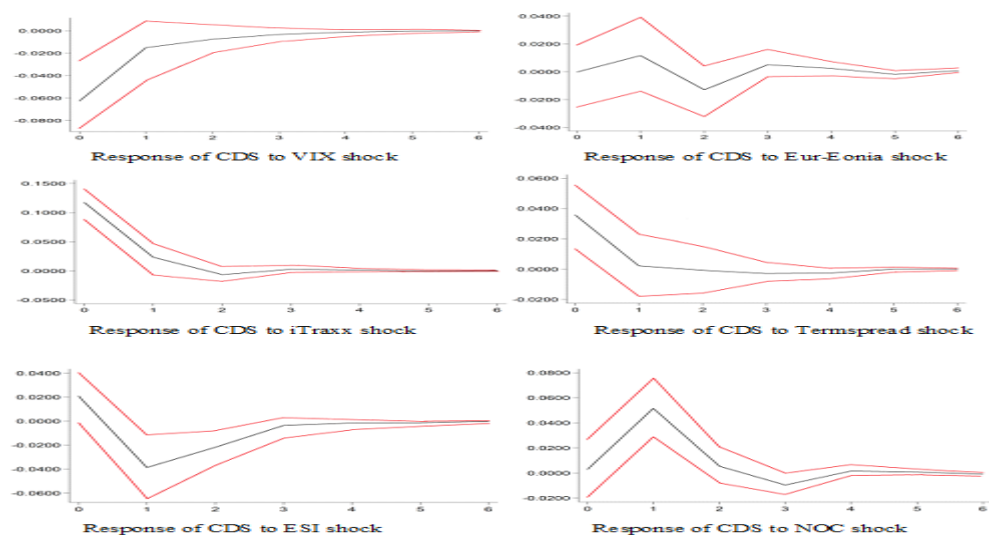 0.0000
-0.0200
-0.0400
-0.0600
-0.0800
0 1 2 3 4 5 6
Response of CDS to VIX shock
0.0400
0.0200
0.0000
-0.0200
-0.0400
0 1 2 3 4 5 6
Response of CDS to Eur-Eonia shock
0.1500
0.1000
0.0500
0.0000
-0.0500
0 1 2 3 4 5 6
Response of CDS to iTraxx shock
0.0600
0.0400
0.0200
0.0000
-0.0200
0 1 2 3 4 5 6
Response of CDS to Termspread shock
0.0400
0.0200
0.0000
-0.0200
-0.0400
-0.0600
0 1 2 3 4 5 6
Response of CDS to ESI shock
0.0800
0.0600
0.0400
0.0200
0.0000
-0.0200
0 1 2 3 4 5 6
Response of CDS to NOC shock